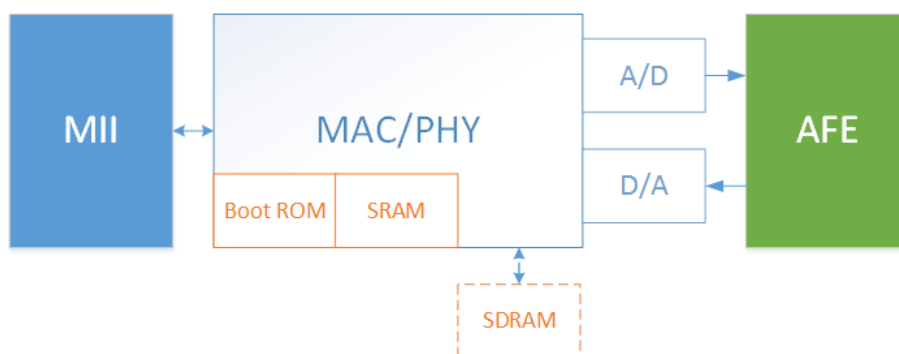 MII
MAC/PHY
A/D
D/A
AFE
Boot ROM
SRAM
SDRAM